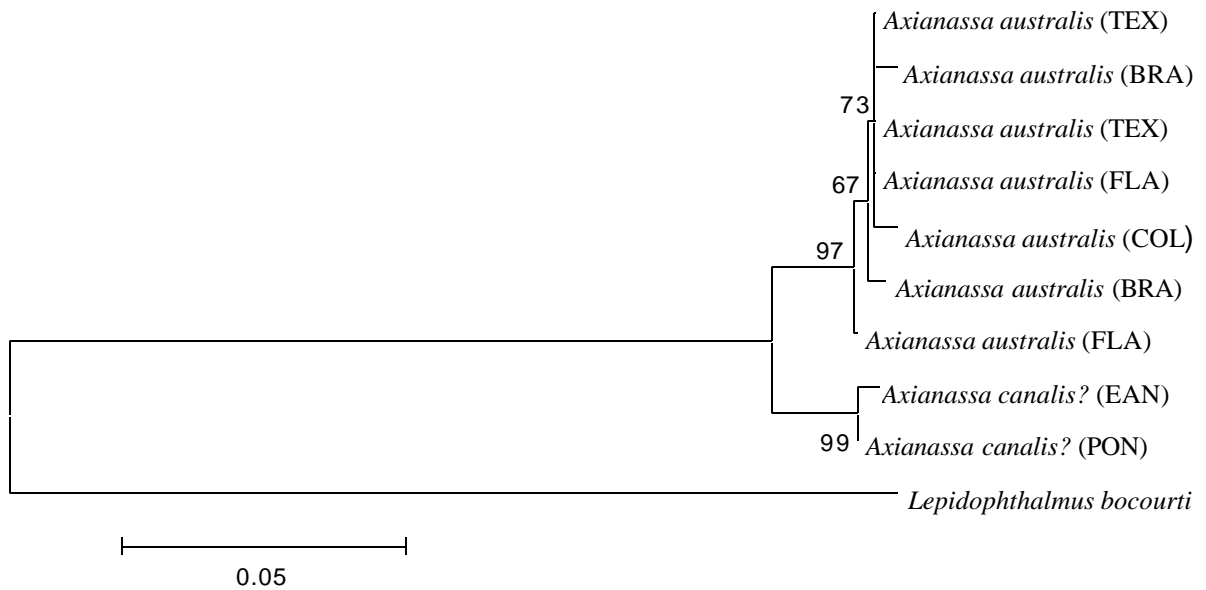 Axianassa australis (TEX)
Axianassa australis (BRA)
73
Axianassa australis (TEX)
67
Axianassa australis (FLA)
Axianassa australis (COL)
97
Axianassa australis (BRA)
Axianassa australis (FLA)
Axianassa canalis? (EAN)
99
Axianassa canalis? (PON)
Lepidophthalmus bocourti
0.05